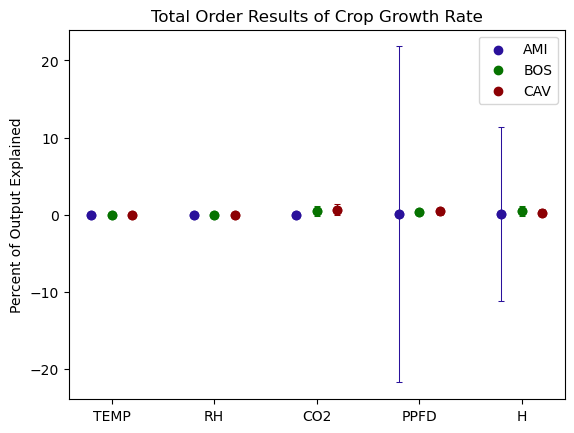 Total Order Results of Crop Growth Rate
AMI
BOS
CAV
Percent of Output Explained
20
10
0
−10
−20
TEMP
RH
CO2
PPFD
H